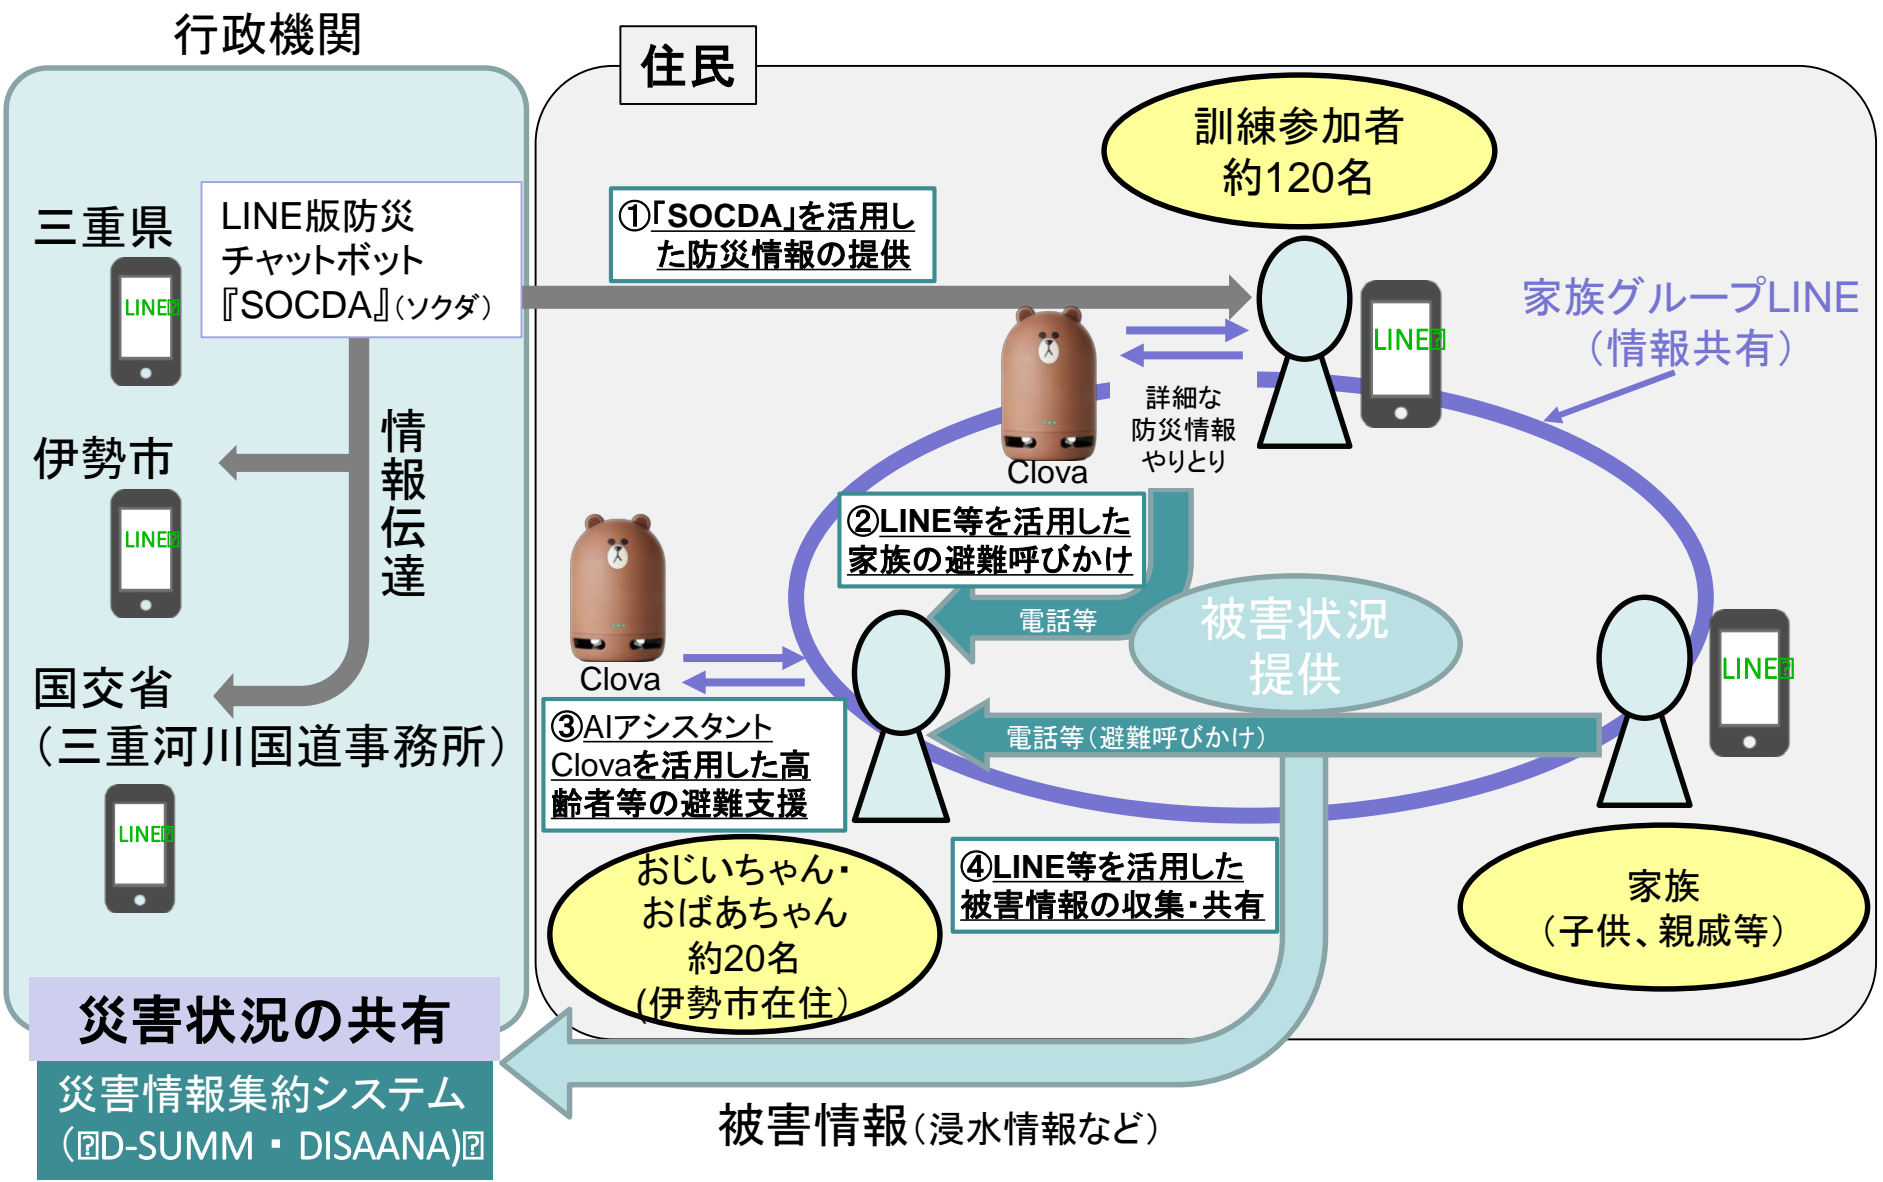 行政機関
三重県
LINE
LINE版防災
チャットボット
『SOCDA』（ソクダ）
情報伝達
伊勢市
LINE
国交省
（三重河川国道事務所）
LINE
災害状況の共有
災害情報集約システム
（D-SUMM ・ DISAANA)
住民
訓練参加者
約120名
①「SOCDA」を活用し
た防災情報の提供
LINE
家族グループLINE
（情報共有）
Clova
詳細な
防災情報
やりとり
②LINE等を活用した
家族の避難呼びかけ
電話等
被害状況
提供
Clova
LINE
③AIアシスタント
Clovaを活用した高
齢者等の避難支援
電話等（避難呼びかけ）
おじいちゃん・
おばあちゃん
約20名
(伊勢市在住）
④LINE等を活用した
被害情報の収集・共有
家族
（子供、親戚等）
被害情報（浸水情報など）